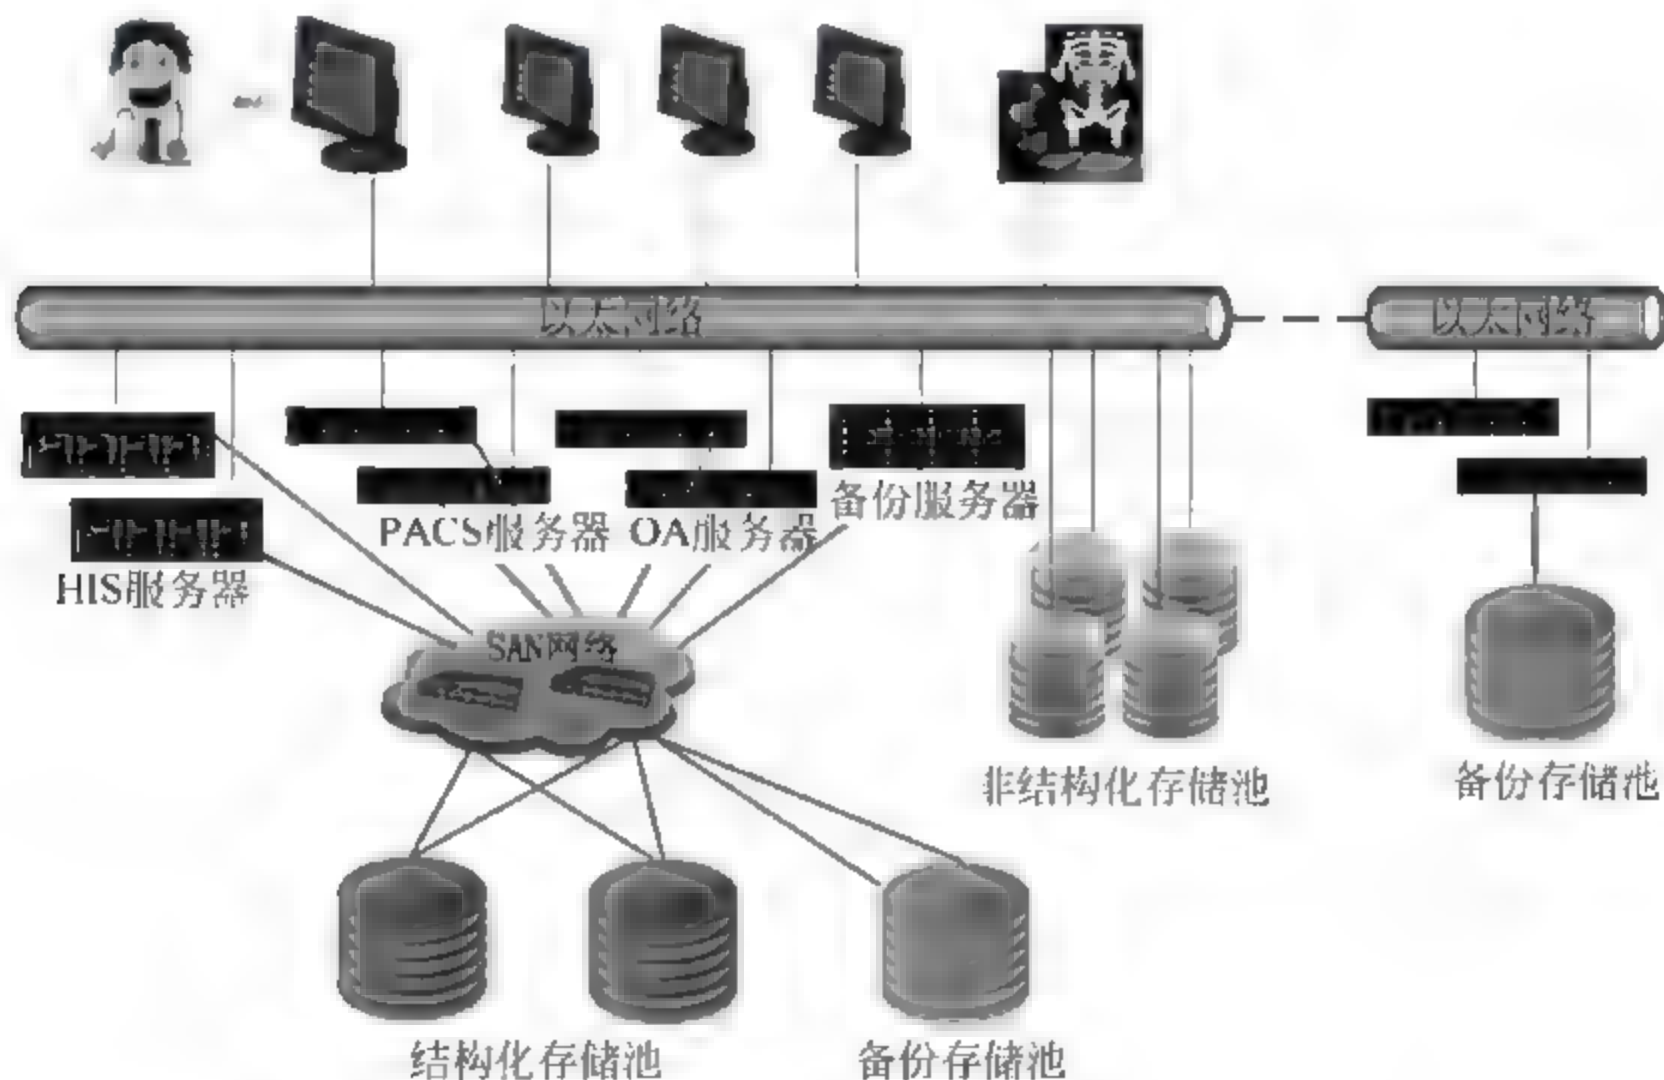 以太网络
以太网络
备份服务器
PACS服务器
OA服务器
HIS服务器
SAN网络
非结构化存储池
备份存储池
结构化存储池
备份存储池